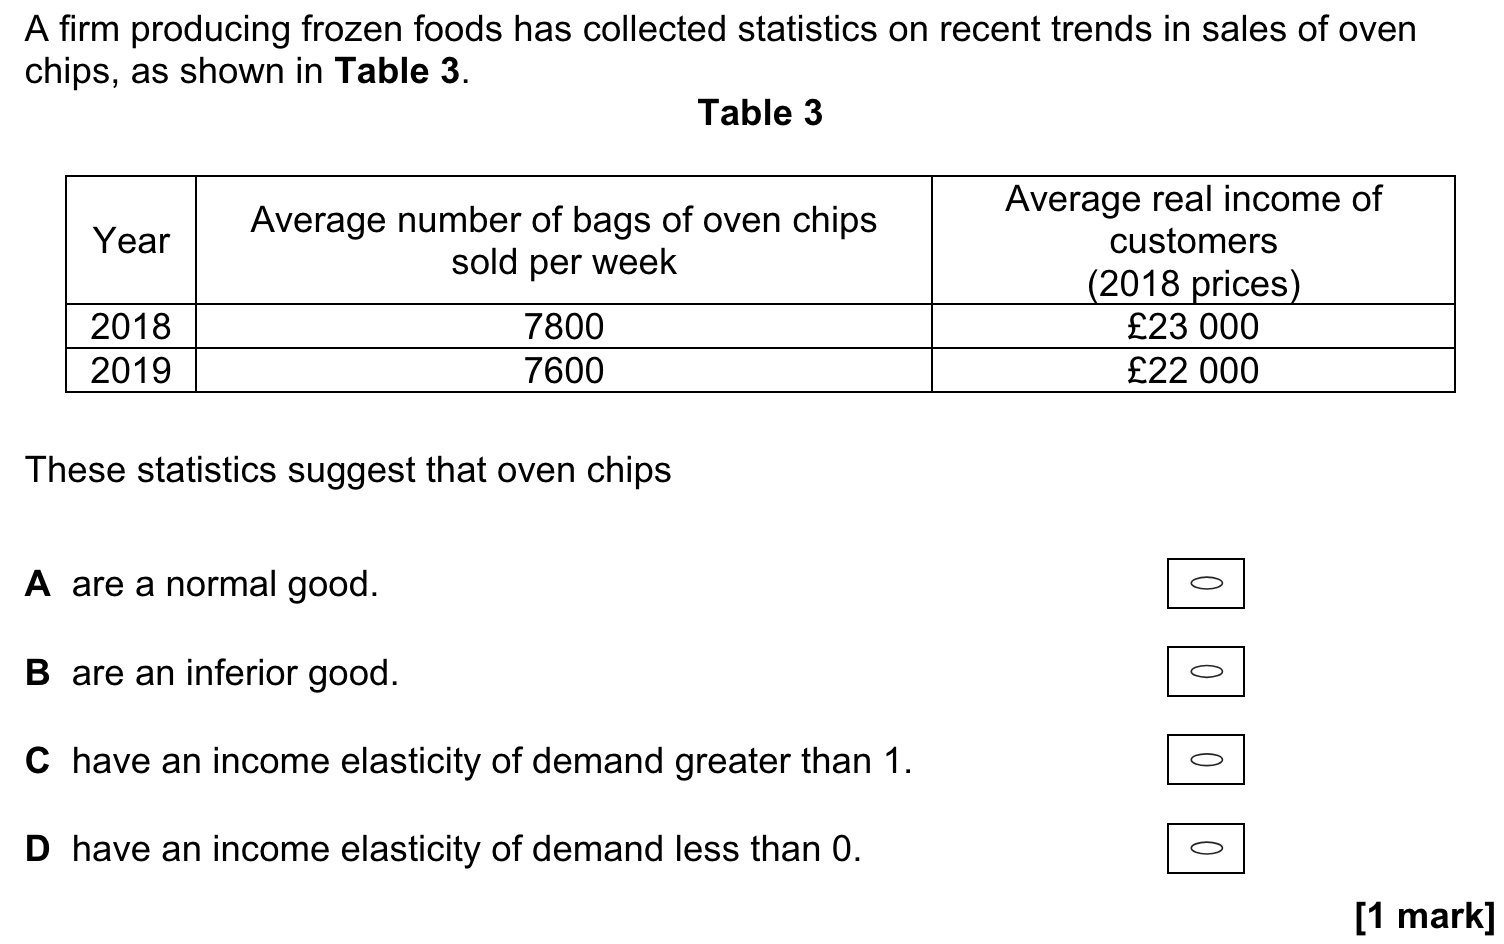 A firm producing frozen foods has collected statistics on recent trends in sales of oven
chips, as shown in Table 3.
Table 3
Year
Average number of bags of oven chips
sold per week
Average real income of
customers
(2018 prices)
2018 7800 £23 000
2019 7600 £22 000
These statistics suggest that oven chips
A are a normal good.
B are an inferior good.
C have an income elasticity of demand greater than 1.
D have an income elasticity of demand less than 0.
[1 mark]